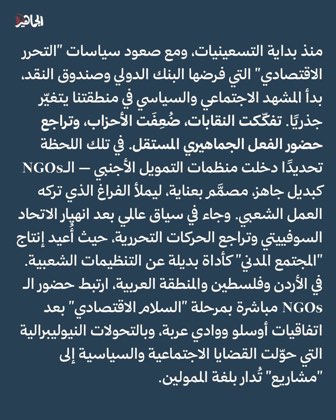 الجماهير
منذ بداية التسعينيات، ومع صعود سياسات "التحرر
الاقتصادي" التي فرضها البنك الدولي وصندوق النقد،
بدأ المشهد الاجتماعي والسياسي في منطقتنا يتغيّر
جذريًا. تفكّكت النقابات، ضُعِفَت الأحزاب، وتراجع
حضور الفعل الجماهيري المستقل. في تلك اللحظة
تحديدًا دخلت منظمات التمويل الأجنبي – الـNGOs
كبديل جاهز، مصمَّم بعناية، ليملأ الفراغ الذي تركه
العمل الشعبي. وجاء في سياق عالمي بعد انهيار الاتحاد
السوفييتي وتراجع الحركات التحررية، حيث أُعيد إنتاج
"المجتمع المدني" كأداة بديلة عن التنظيمات الشعبية.
في الأردن وفلسطين والمنطقة العربية، ارتبط حضور الـ
NGOs مباشرة بمرحلة "السلام الاقتصادي" بعد
اتفاقيات أوسلو ووادي عربة، وبالتحولات النيوليبرالية
التي حوّلت القضايا الاجتماعية والسياسية إلى
"مشاريع" تُدار بلغة الممولين.